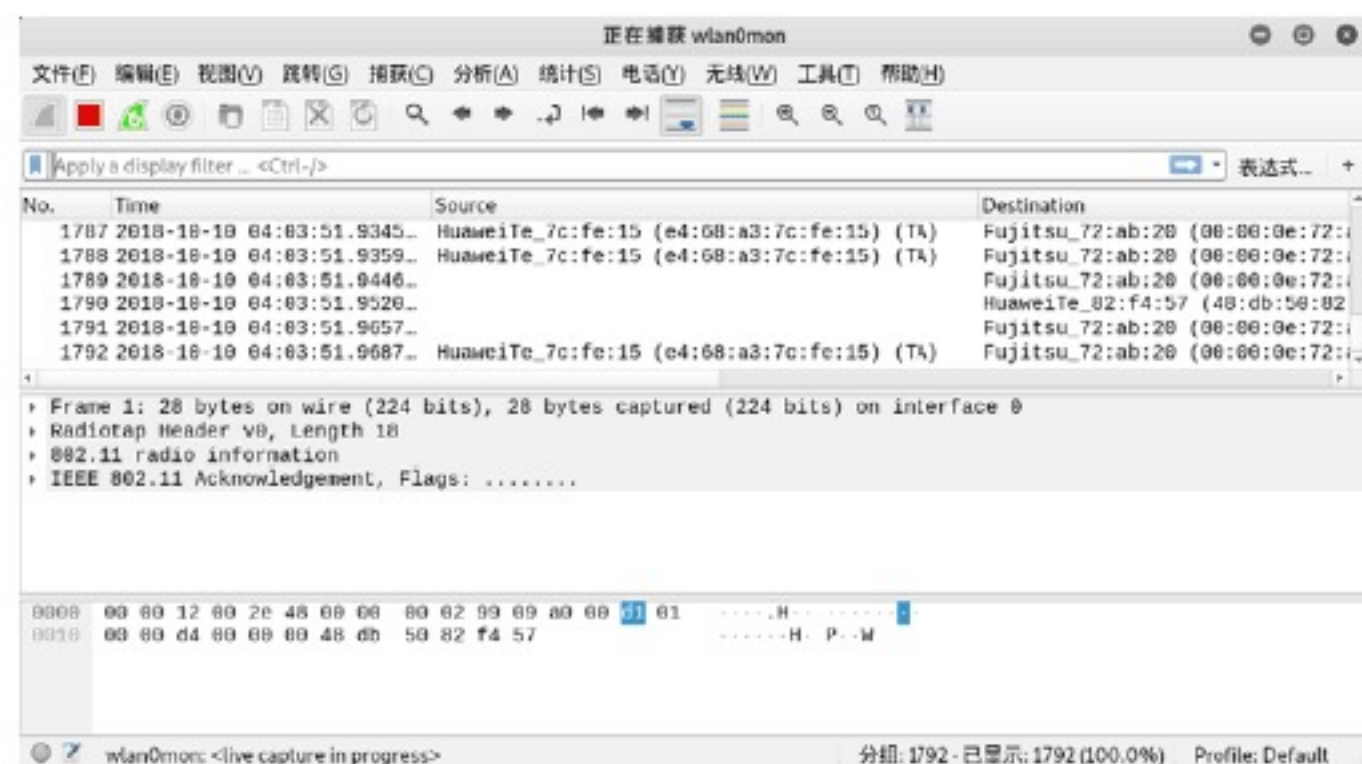 正在捕获 wlan0mon
文件(F) 编辑(E) 视图(V) 跳转(G) 捕获(C) 分析(A) 统计(S) 电话(Y) 无线(W) 工具(T) 帮助(H)
Apply a display filter ... <Ctrl-/> 表达式... +
No. Time Source Destination
1787 2018-10-10 04:03:51.9345… HuaweiTe_7c:fe:15 (e4:68:a3:7c:fe:15) (TA) Fujitsu_72:ab:20 (00:00:0e:72:
1788 2018-10-10 04:03:51.9359… HuaweiTe_7c:fe:15 (e4:68:a3:7c:fe:15) (TA) Fujitsu_72:ab:20 (00:00:0e:72:
1789 2018-10-10 04:03:51.9446… Fujitsu_72:ab:20 (00:00:0e:72:
1790 2018-10-10 04:03:51.9520… HuaweiTe_82:f4:57 (48:db:50:82
1791 2018-10-10 04:03:51.9657… Fujitsu_72:ab:20 (00:00:0e:72:
1792 2018-10-10 04:03:51.9687… HuaweiTe_7c:fe:15 (e4:68:a3:7c:fe:15) (TA) Fujitsu_72:ab:20 (00:00:0e:72:
Frame 1: 28 bytes on wire (224 bits), 28 bytes captured (224 bits) on interface 0
Radiotap Header v0, Length 18
802.11 radio information
IEEE 802.11 Acknowledgement, Flags: ........
0000 00 00 12 00 2e 48 00 00 00 02 99 09 a0 00 d1 01 ·····.H·· ········
0010 00 00 d4 00 00 00 48 db 50 82 f4 57 ······H· P··W
wlan0mon: <live capture in progress> 分组: 1792 · 已显示: 1792 (100.0%) Profile: Default